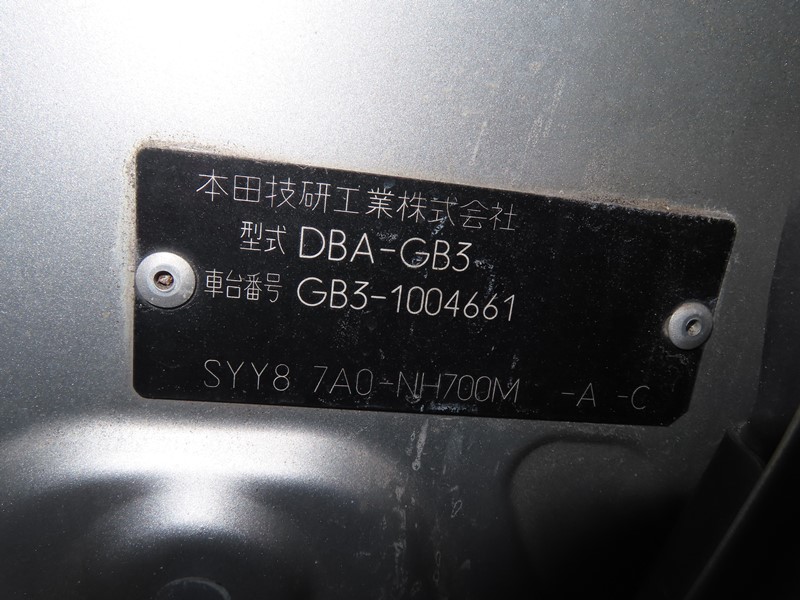 本田技研工業株式会社
型式 DBA-GB3
車台番号 GB3-1004661
SYY8 7A0-NH700M -A -C